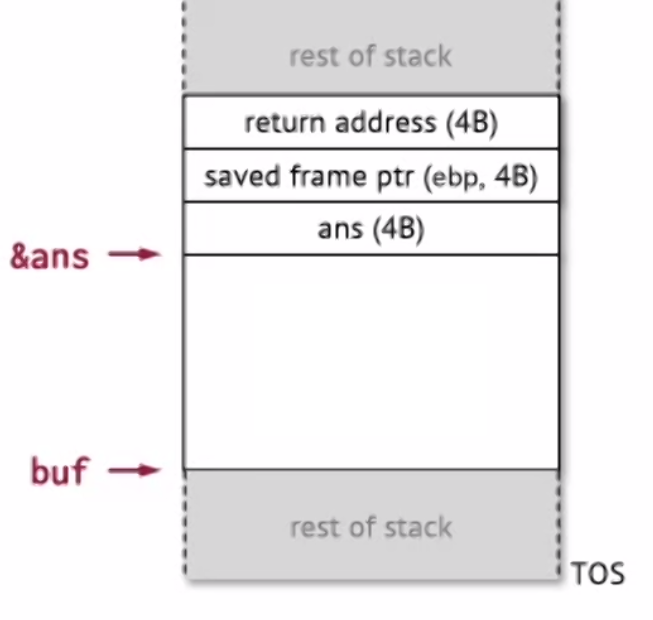 rest of stack
return address (4B)
saved frame ptr (ebp, 4B)
ans (4B)
&ans
buf
rest of stack
TOS